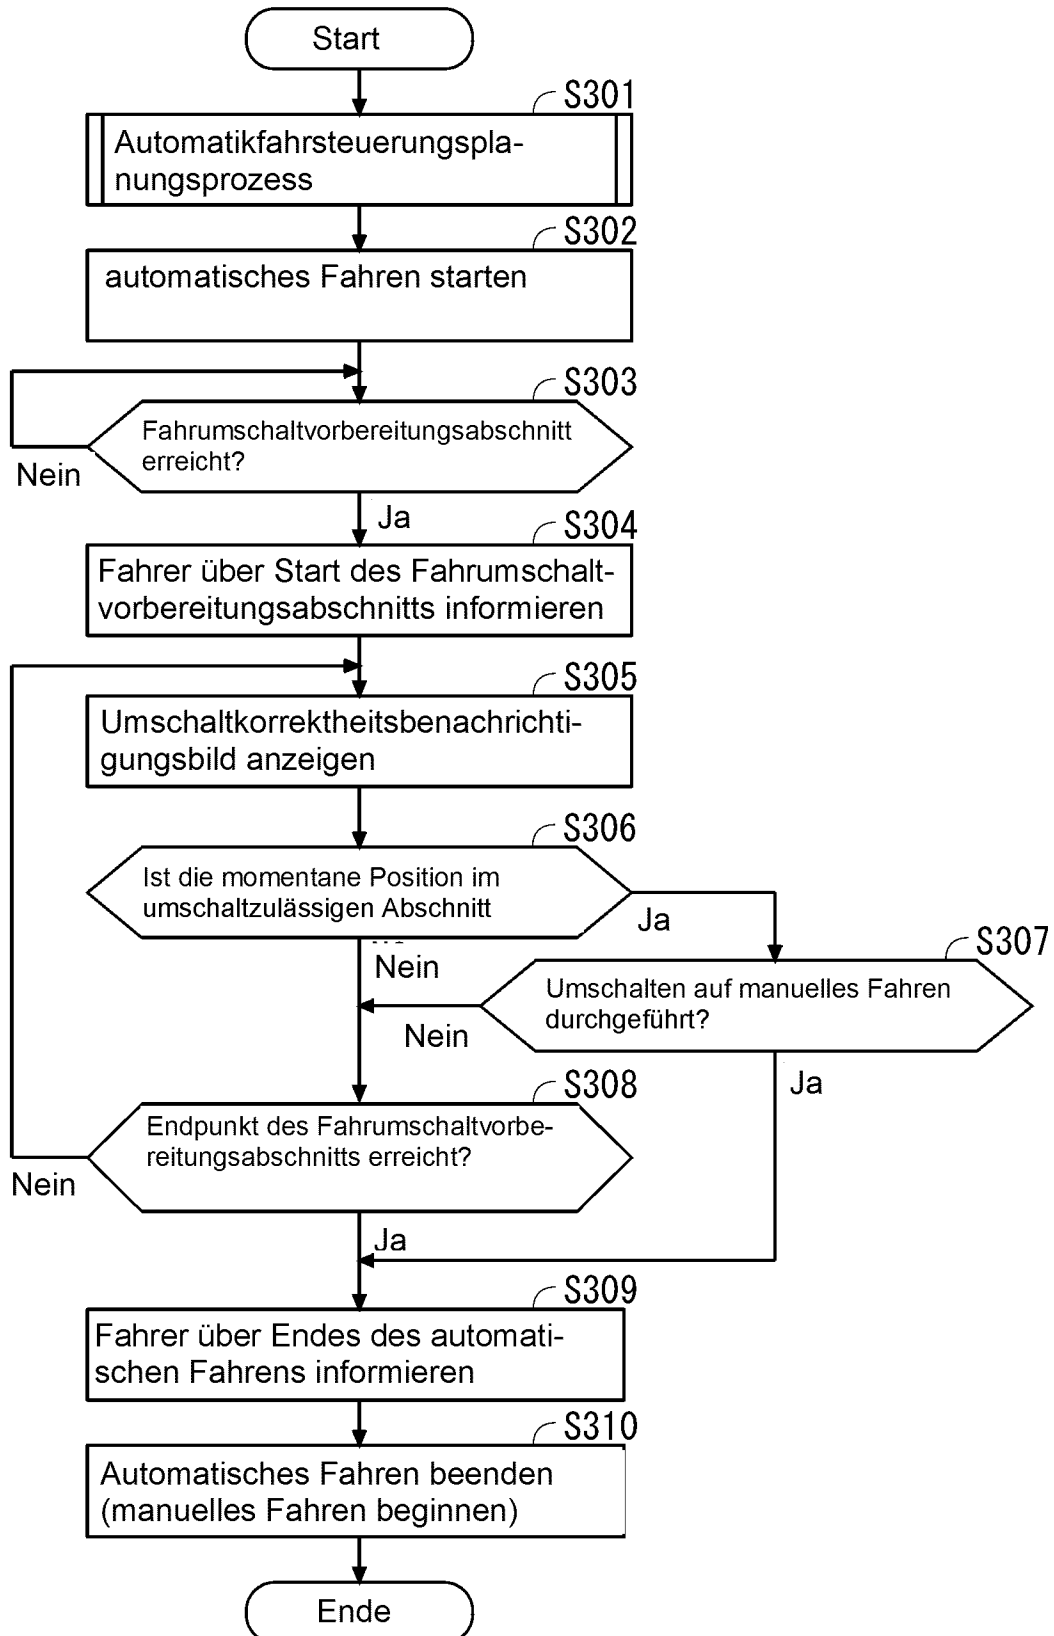 Start
S301
Automatikfahrsteuerungspla-
nungsprozess
S302
automatisches Fahren starten
S303
Fahrumschaltvorbereitungsabschnitt
erreicht?
Nein
Ja
S304
Fahrer über Start des Fahrumschalt-
vorbereitungsabschnitts informieren
S305
Umschaltkorrektheitsbenachrichti-
gungsbild anzeigen
S306
Ist die momentane Position im
umschaltzulässigen Abschnitt
Ja
Nein
S307
Umschalten auf manuelles Fahren
durchgeführt?
Nein
Ja
S308
Endpunkt des Fahrumschaltvorbe-
reitungsabschnitts erreicht?
Nein
Ja
S309
Fahrer über Endes des automati-
schen Fahrens informieren
S310
Automatisches Fahren beenden
(manuelles Fahren beginnen)
Ende